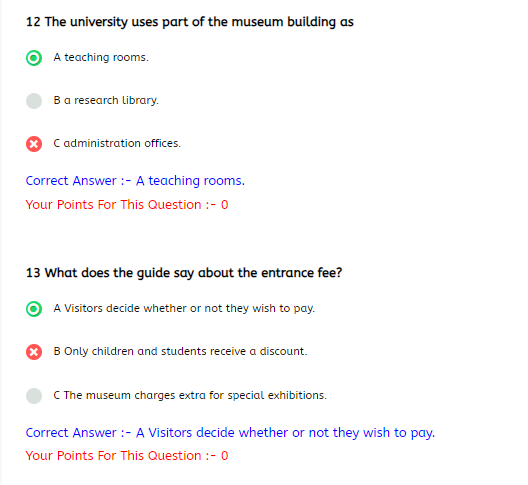 12 The university uses part of the museum building as
A teaching rooms.
B a research library.
C administration offices.
Correct Answer :- A teaching rooms.
Your Points For This Question :- 0
13 What does the guide say about the entrance fee?
A Visitors decide whether or not they wish to pay.
B Only children and students receive a discount.
C The museum charges extra for special exhibitions.
Correct Answer :- A Visitors decide whether or not they wish to pay.
Your Points For This Question :- 0